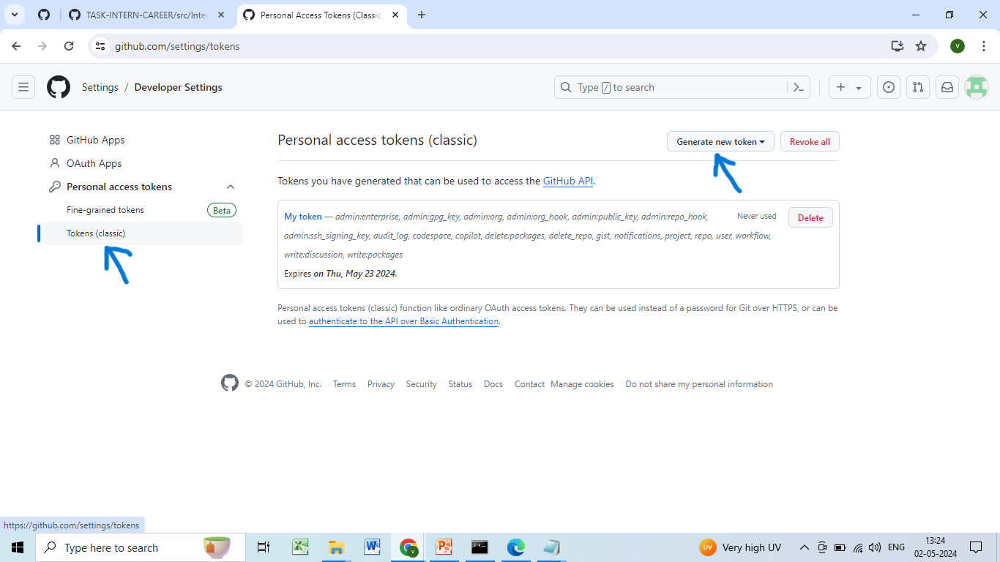 TASK-INTERN-CAREER/src/Inte
Personal Access Tokens (Classic
github.com/settings/tokens
V
Settings / Developer Settings
Type / to search
GitHub Apps
OAuth Apps
Personal access tokens
Fine-grained tokens Beta
Tokens (classic)
Personal access tokens (classic)
Generate new token
Revoke all
Tokens you have generated that can be used to access the GitHub API.
My token — admin:enterprise, admin:gpg_key, admin:org, admin:org_hook, admin:public_key, admin:repo_hook,
Never used
Delete
admin:ssh_signing_key, audit_log, codespace, copilot, delete:packages, delete_repo, gist, notifications, project, repo, user, workflow,
write:discussion, write:packages
Expires on Thu, May 23 2024.
Personal access tokens (classic) function like ordinary OAuth access tokens. They can be used instead of a password for Git over HTTPS, or can be
used to authenticate to the API over Basic Authentication.
© 2024 GitHub, Inc. Terms Privacy Security Status Docs Contact Manage cookies Do not share my personal information
https://github.com/settings/tokens
Type here to search
UV Very high UV
ENG
13:24
02-05-2024